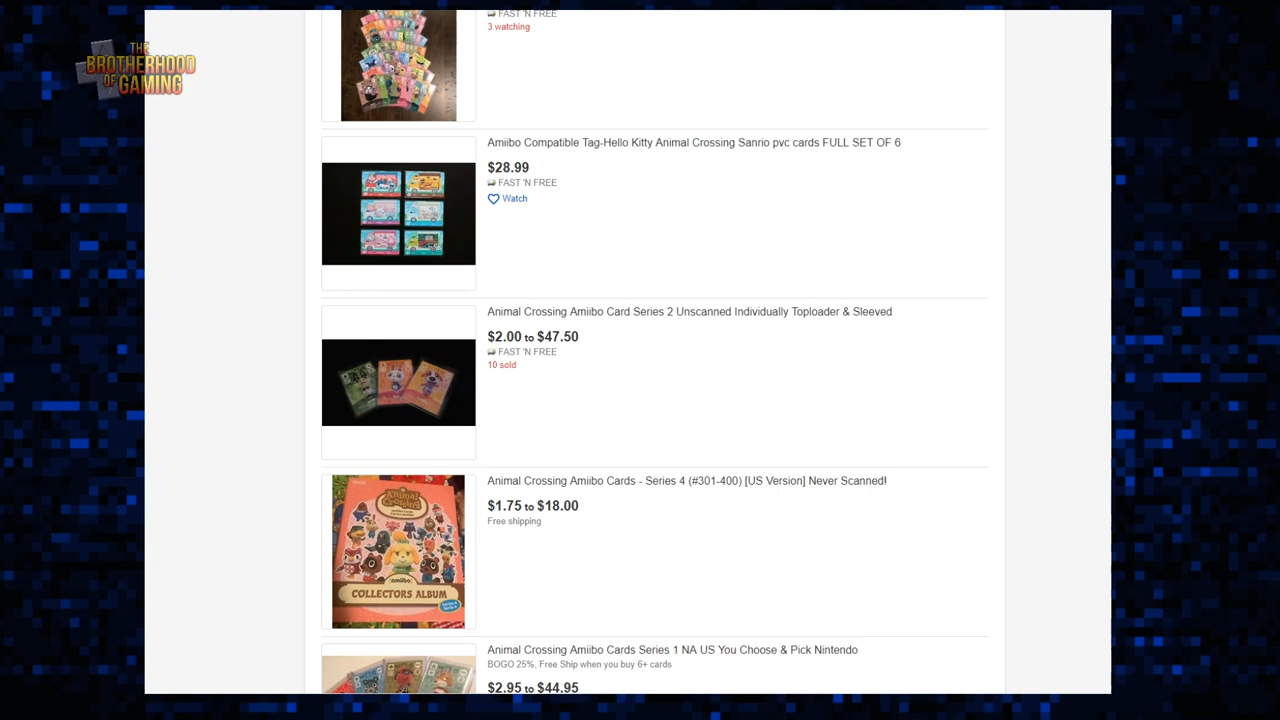 THE
BROTHERHOOD
OF
GAMING
FAST 'N FREE
3 watching
Amiibo Compatible Tag-Hello Kitty Animal Crossing Sanrio pvc cards FULL SET OF 6
$28.99
FAST 'N FREE
Watch
Animal Crossing Amiibo Card Series 2 Unscanned Individually Toploader & Sleeved
$2.00 to $47.50
FAST 'N FREE
10 sold
Animal Crossing Amiibo Cards - Series 4 (#301-400) [US Version] Never Scanned!
$1.75 to $18.00
Free shipping
Animal Crossing
amiibo
COLLECTORS ALBUM
Animal Crossing Amiibo Cards Series 1 NA US You Choose & Pick Nintendo
BOGO 25%, Free Ship when you buy 6+ cards
$2.95 to $44.95